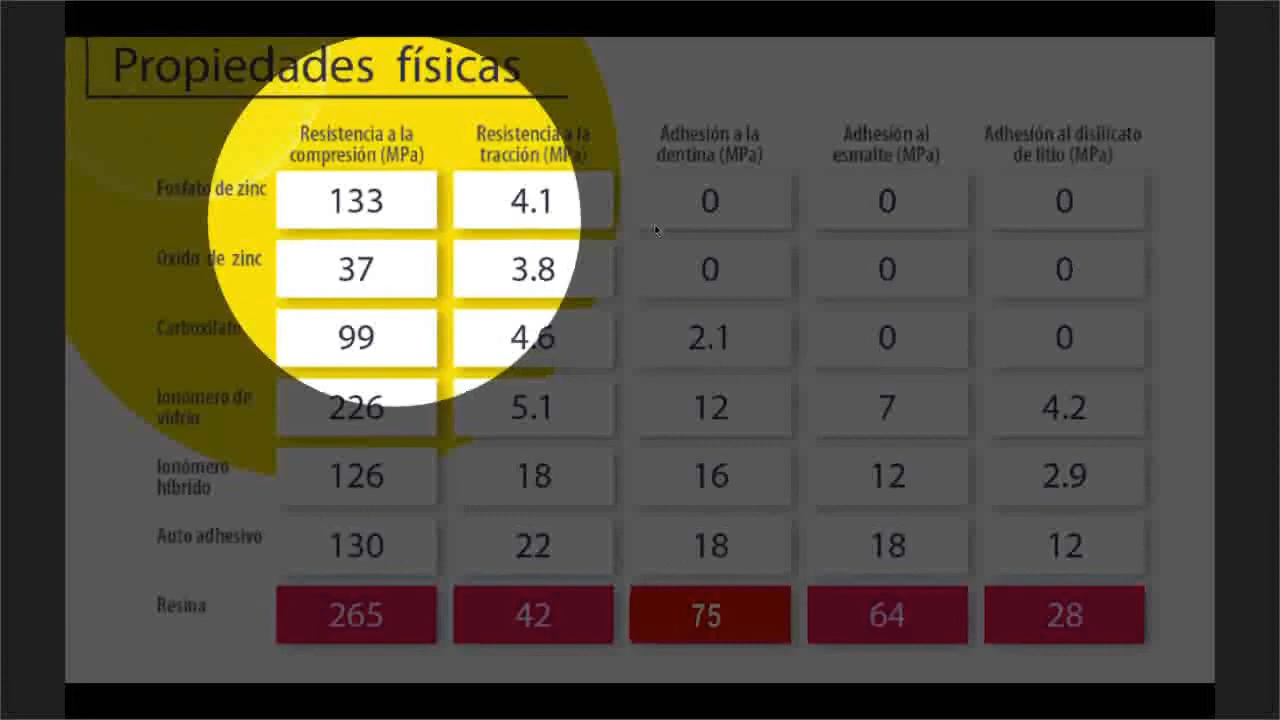 Propiedades físicas
Resistencia a la
compresión (MPa)
Resistencia a la
tracción (MPa)
Adhesión a la
dentina (MPa)
Adhesión al
esmalte (MPa)
Adhesión al disilicato
de litio (MPa)
Fosfato de zinc
133
4.1
0
0
0
Oxido de zinc
37
3.8
0
0
0
Carboxilato
99
4.6
2.1
0
0
Ionómero de
vidrio
226
5.1
12
7
4.2
Ionómero
híbrido
126
18
16
12
2.9
Auto adhesivo
130
22
18
18
12
Resina
265
42
75
64
28